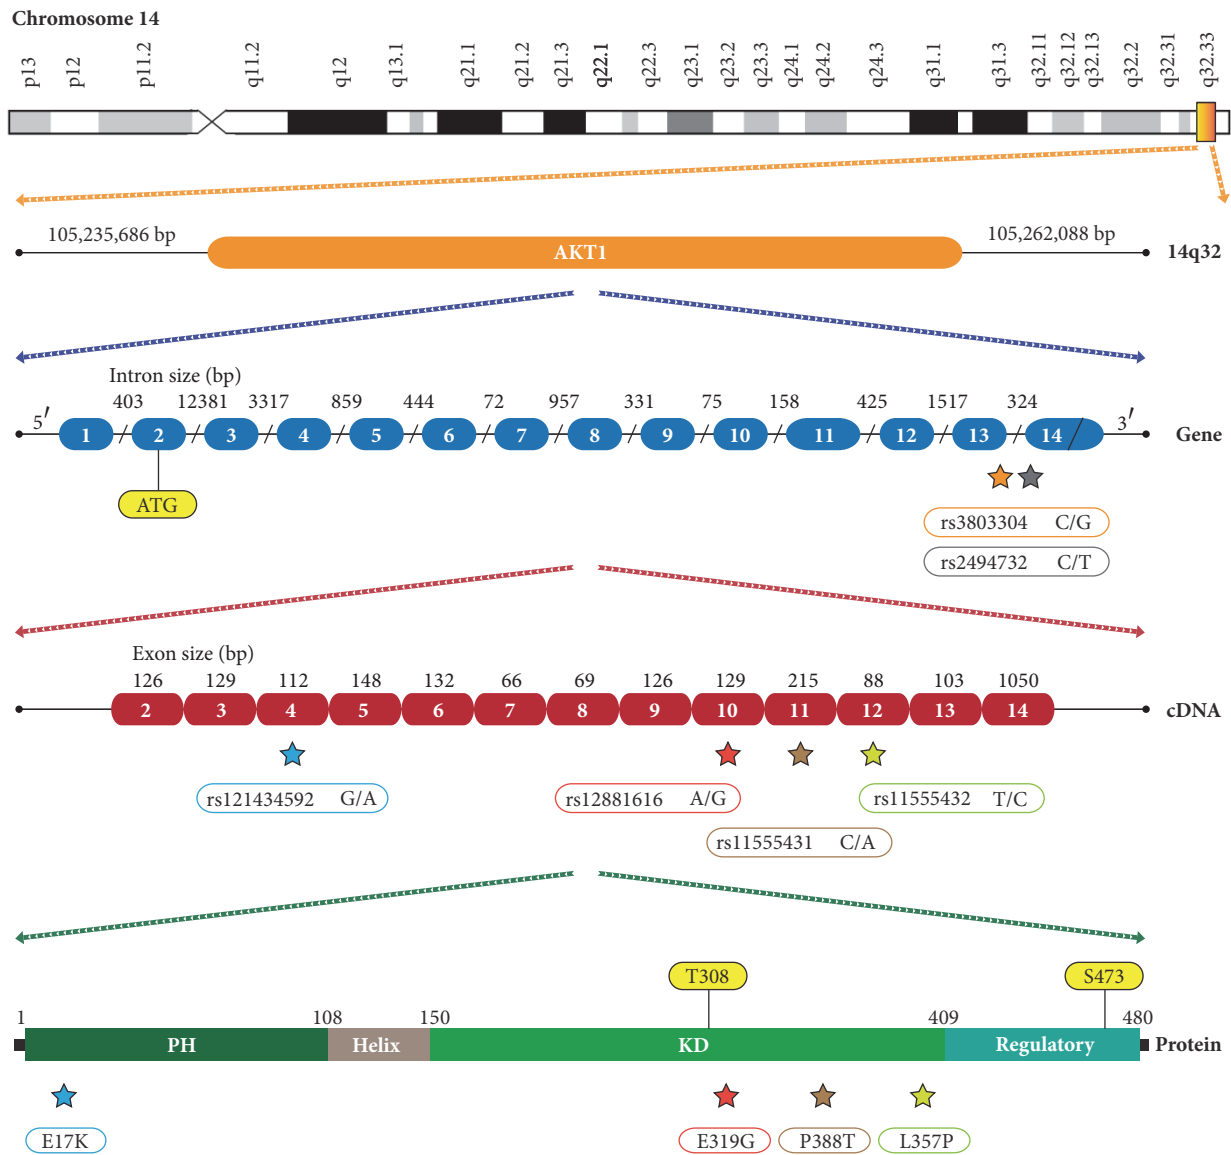 Chromosome 14
p13 p12 p11.2 q11.2 q12 q13.1 q21.1 q21.2 q21.3 q22.1 q22.3 q23.1 q23.2 q23.3 q24.1 q24.2 q24.3 q31.1 q31.3 q32.11 q32.12 q32.13 q32.2 q32.31 q32.33
105,235,686 bp AKT1 105,262,088 bp 14q32
Intron size (bp)
403 12381 3317 859 444 72 957 331 75 158 425 1517 324
5′ 1 2 3 4 5 6 7 8 9 10 11 12 13 14 3′ Gene
ATG
rs3803304 C/G
rs2494732 C/T
Exon size (bp)
126 129 112 148 132 66 69 126 129 215 88 103 1050
2 3 4 5 6 7 8 9 10 11 12 13 14 cDNA
rs121434592 G/A rs12881616 A/G rs11555432 T/C
rs11555431 C/A
T308 S473
1 108 150 409 480
PH Helix KD Regulatory Protein
E17K E319G P388T L357P